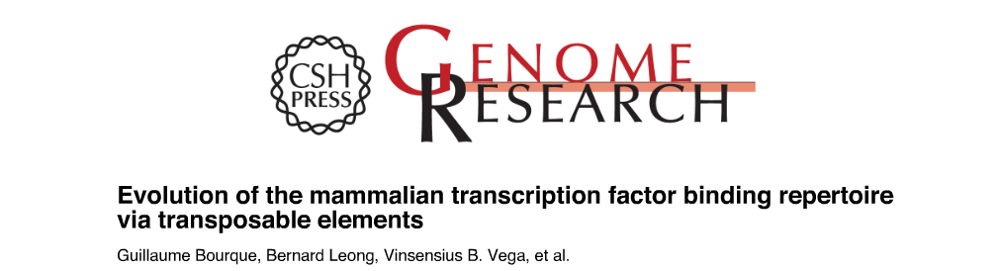 CSH
PRESS
GENOME
RESEARCH
Evolution of the mammalian transcription factor binding repertoire
via transposable elements
Guillaume Bourque, Bernard Leong, Vinsensius B. Vega, et al.